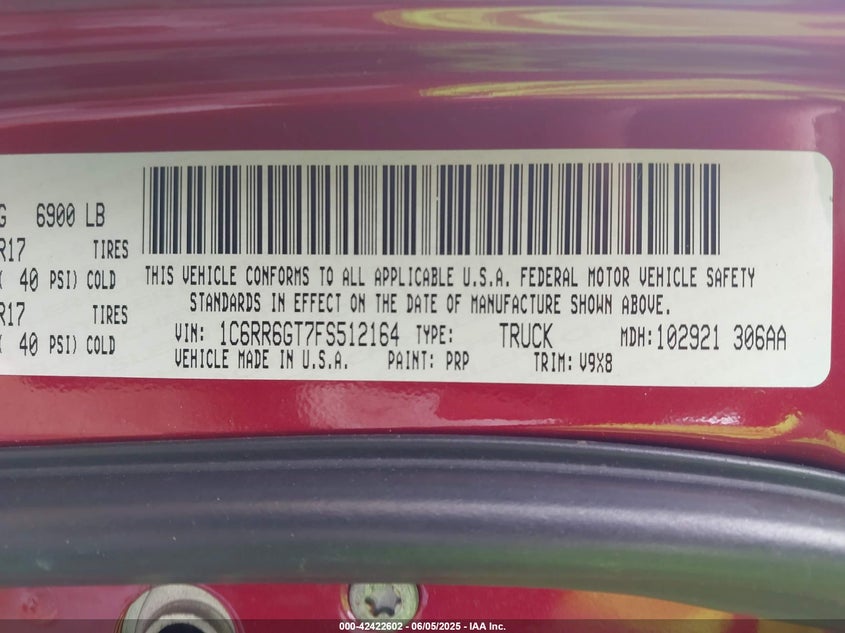 G 6900 LB
R17 TIRES
( 40 PSI) COLD
R17 TIRES
( 40 PSI) COLD
THIS VEHICLE CONFORMS TO ALL APPLICABLE U.S.A. FEDERAL MOTOR VEHICLE SAFETY
STANDARDS IN EFFECT ON THE DATE OF MANUFACTURE SHOWN ABOVE.
VIN: 1C6RR6GT7FS512164 TYPE: TRUCK MDH:102921 306AA
VEHICLE MADE IN U.S.A. PAINT: PRP TRIM: V9X8
000-42422602 - 06/05/2025 - IAA Inc.